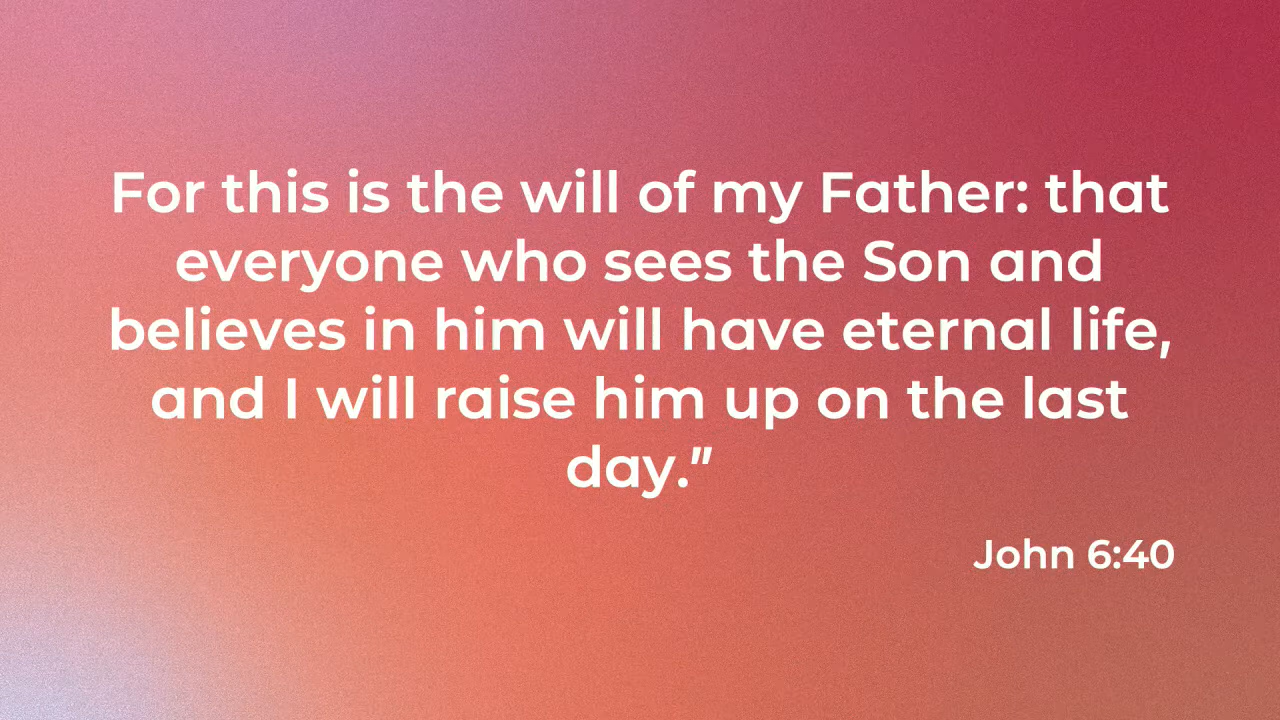 For this is the will of my Father: that
everyone who sees the Son and
believes in him will have eternal life,
and I will raise him up on the last
day.”
John 6:40